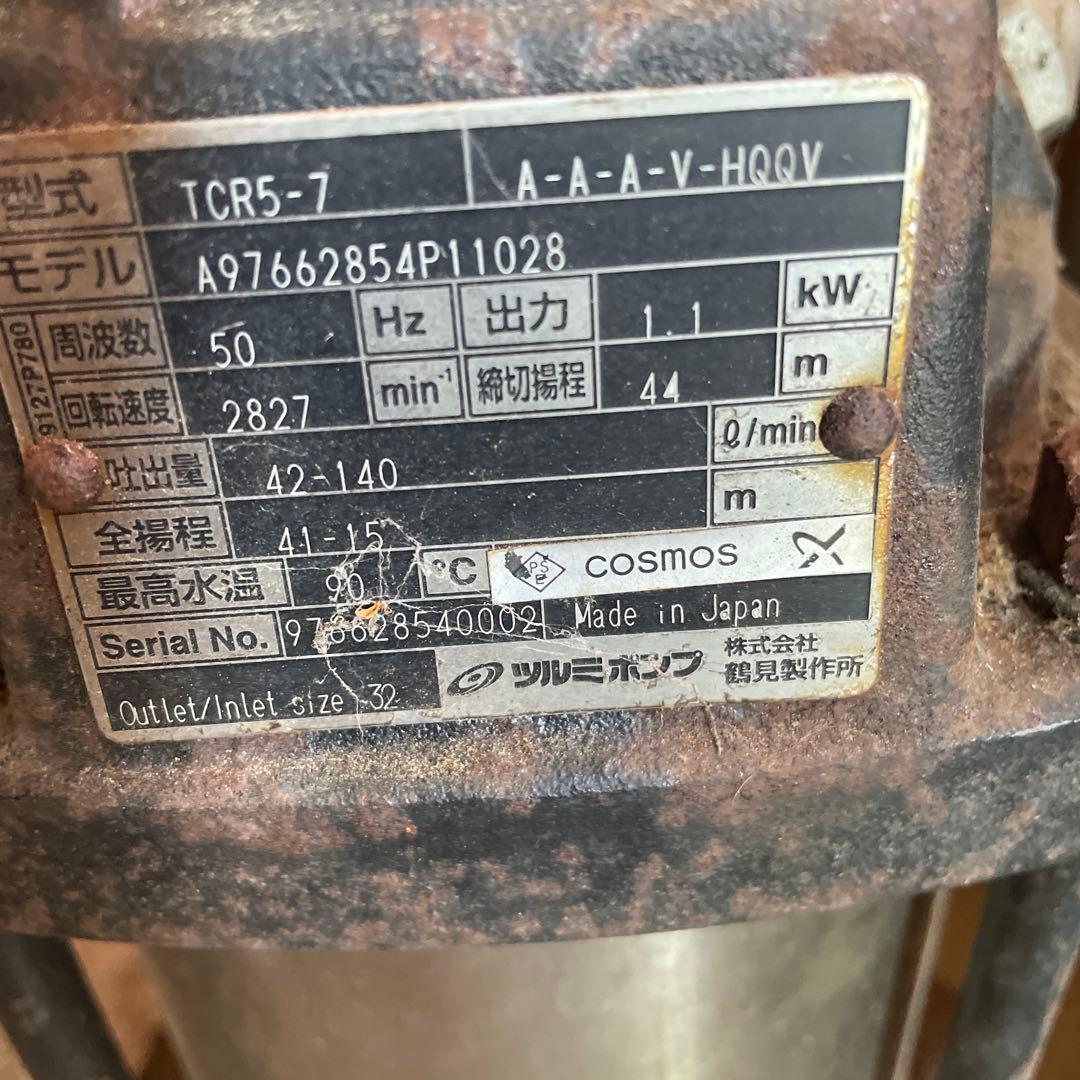 型式 TCR5-7 A-A-A-V-HQQV
モデル A97662854P11028
9127P780
周波数 50 Hz 出力 1.1 kW
回転速度 2827 min⁻¹ 締切揚程 44 m
吐出量 42-140 ℓ/min
全揚程 41-15 m
最高水温 90 °C PS E COSMOS
Serial No. 976628540002 Made in Japan
Outlet/Inlet size 32 ツルミポンプ 株式会社
鶴見製作所